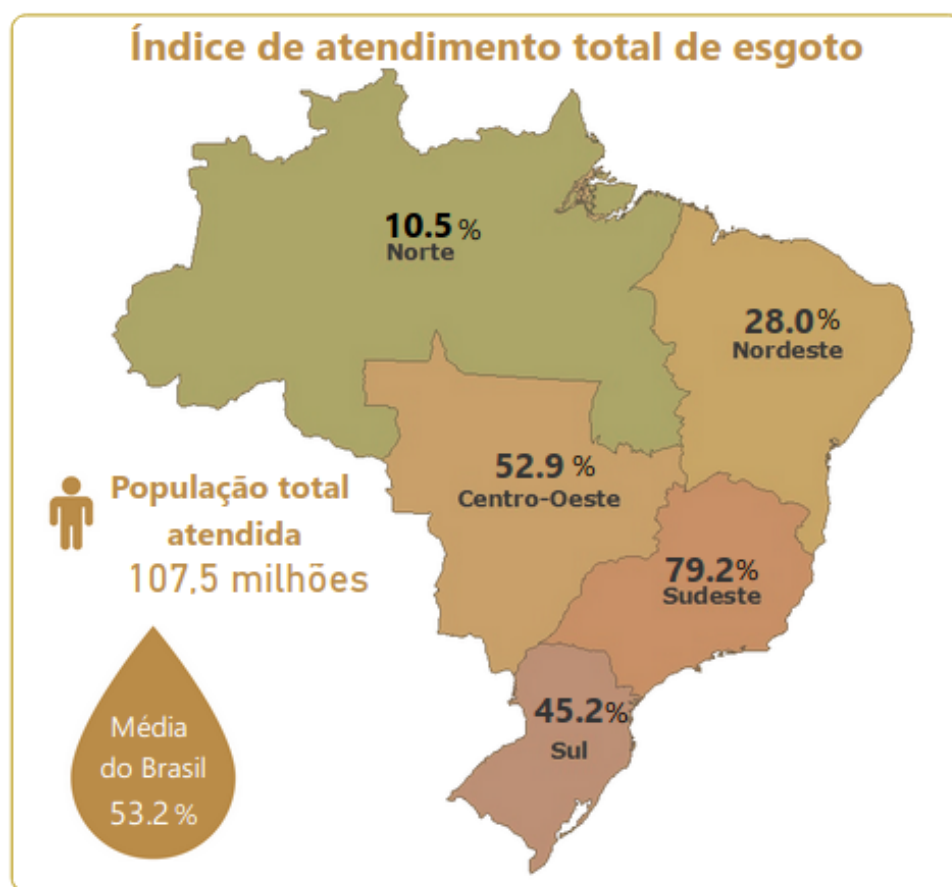 Índice de atendimento total de esgoto
10.5 %
Norte
28.0 %
Nordeste
52.9 %
Centro-Oeste
79.2%
Sudeste
45.2%
Sul
População total
atendida
107,5 milhões
Média
do Brasil
53.2 %